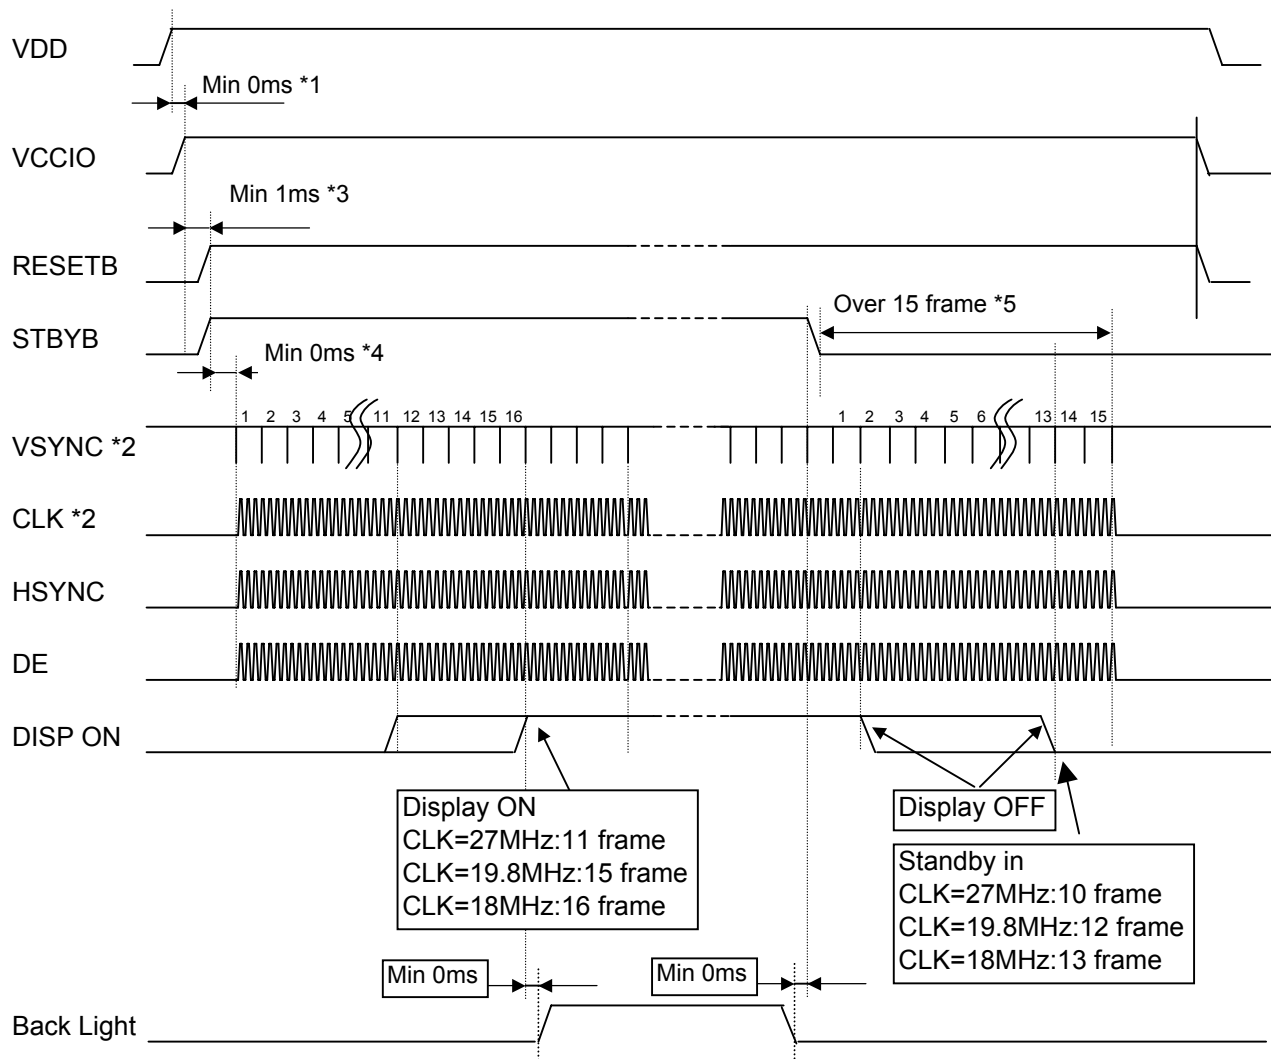 VDD
Min 0ms *1
VCCIO
Min 1ms *3
RESETB
Over 15 frame *5
STBYB
Min 0ms *4
1 2 3 4 5 11 12 13 14 15 16 1 2 3 4 5 6 13 14 15
VSYNC *2
CLK *2
HSYNC
DE
DISP ON
Display ON
CLK=27MHz:11 frame
CLK=19.8MHz:15 frame
CLK=18MHz:16 frame
Display OFF
Standby in
CLK=27MHz:10 frame
CLK=19.8MHz:12 frame
CLK=18MHz:13 frame
Min 0ms
Min 0ms
Back Light